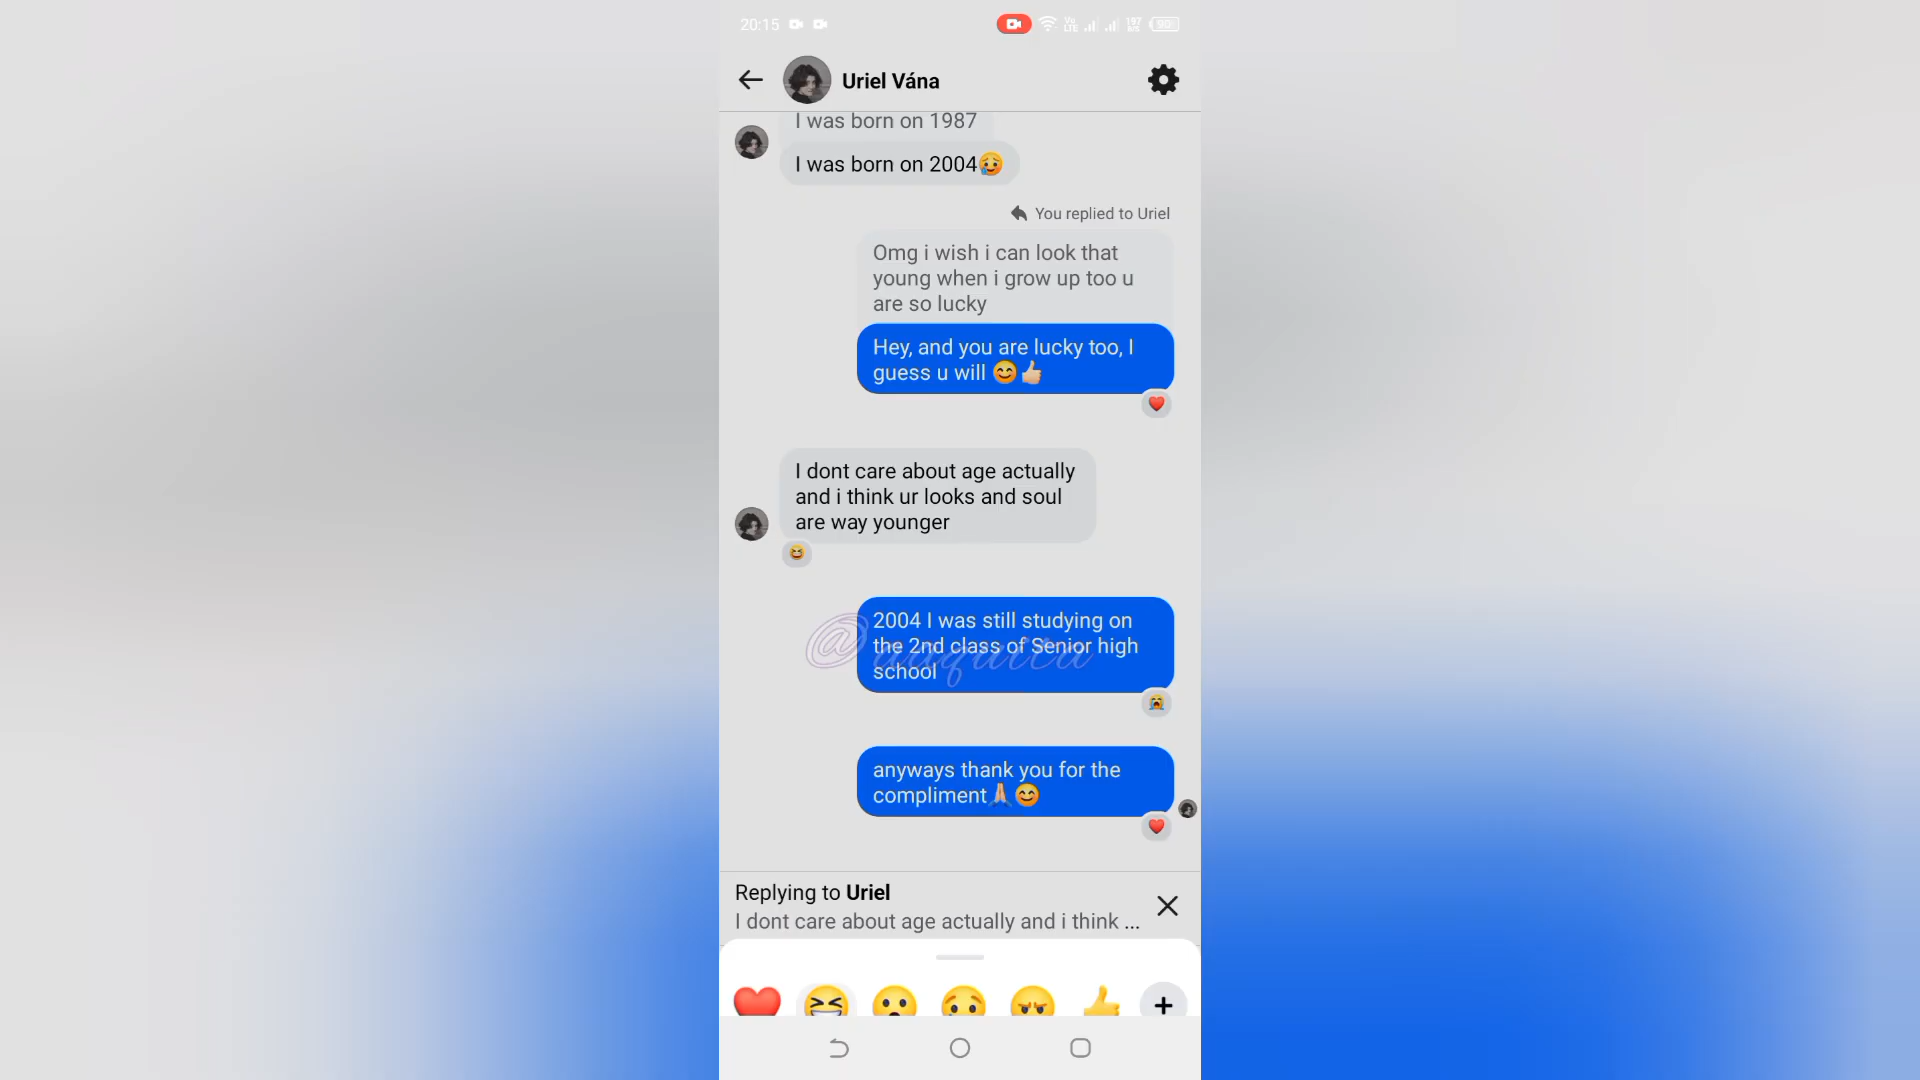 20:15
Vo
LTE
197
B/S
90
Uriel Vána
I was born on 1987
I was born on 2004🥲
You replied to Uriel
Omg i wish i can look that
young when i grow up too u
are so lucky
Hey, and you are lucky too, I
guess u will 😊👍🏼
I dont care about age actually
and i think ur looks and soul
are way younger
2004 I was still studying on
the 2nd class of Senior high
school
anyways thank you for the
compliment🙏🏼😊
Replying to Uriel
I dont care about age actually and i think ...